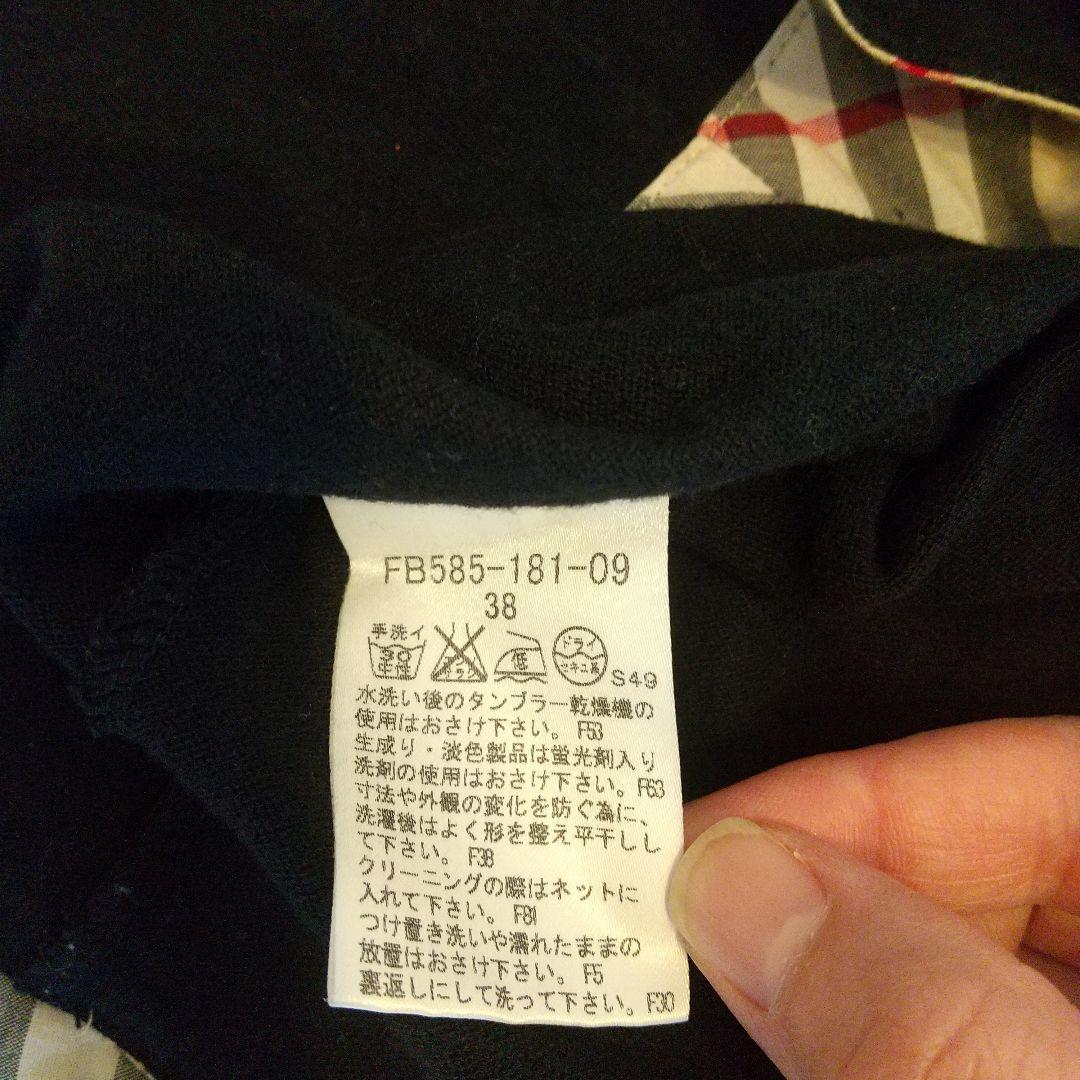 FB585-181-09
38
手洗イ
30
中性
エンソ
サラシ
低
ドライ
セキユ系
S49
水洗い後のタンブラー乾燥機の
使用はおさけ下さい。F53
生成り・淡色製品は蛍光剤入り
洗剤の使用はおさけ下さい。F63
寸法や外観の変化を防ぐ為に、
洗濯後はよく形を整え平干しし
て下さい。F38
クリーニングの際はネットに
入れて下さい。F81
つけ置き洗いや濡れたままの
放置はおさけ下さい。F5
裏返しにして洗って下さい。F30